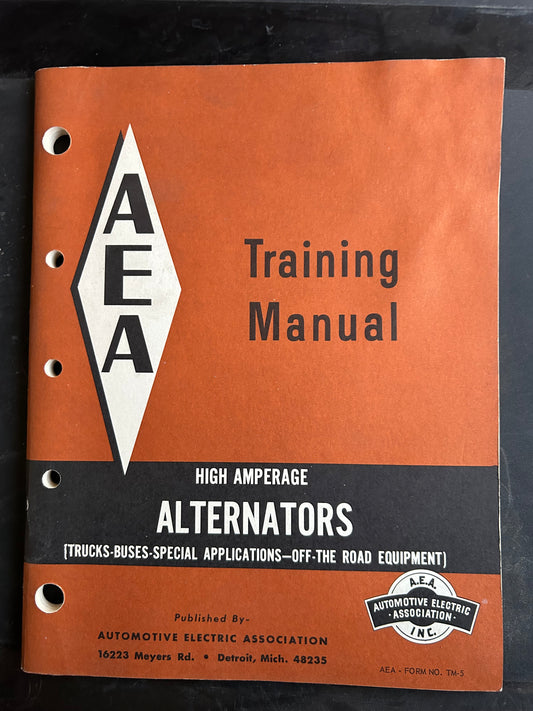 A
E
A
Training
Manual
HIGH AMPERAGE
ALTERNATORS
(TRUCKS-BUSES-SPECIAL APPLICATIONS—OFF-THE ROAD EQUIPMENT)
Published By-
AUTOMOTIVE ELECTRIC ASSOCIATION
16223 Meyers Rd. • Detroit, Mich. 48235
A.E.A.
AUTOMOTIVE ELECTRIC
·ASSOCIATION·
INC.
AEA - FORM NO. TM-5